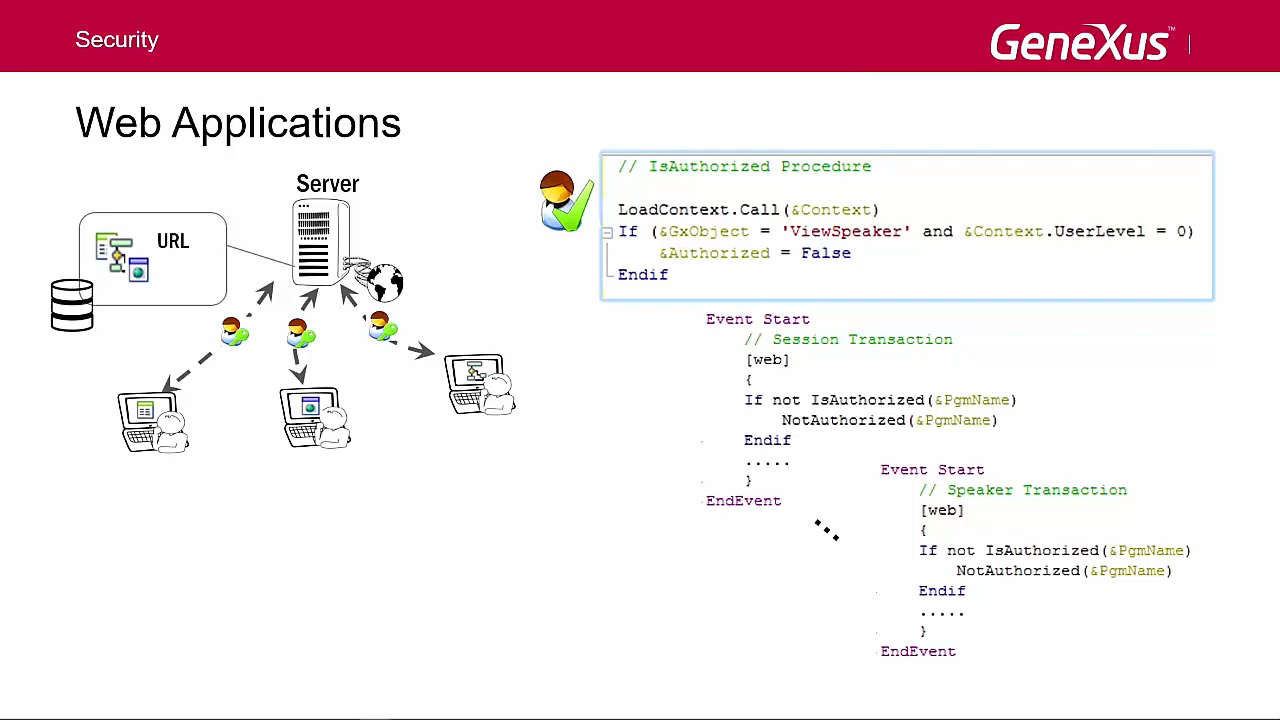 Security
GeneXus™
Web Applications
Server
URL
// IsAuthorized Procedure
LoadContext.Call(&Context)
If (&GxObject = 'ViewSpeaker' and &Context.UserLevel = 0)
&Authorized = False
Endif
Event Start
// Session Transaction
[web]
{
If not IsAuthorized(&PgmName)
NotAuthorized(&PgmName)
Endif
.....
}
EndEvent
Event Start
// Speaker Transaction
[web]
{
If not IsAuthorized(&PgmName)
NotAuthorized(&PgmName)
Endif
.....
}
EndEvent